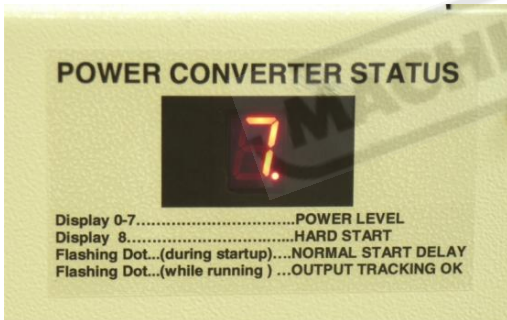 POWER CONVERTER STATUS
7.
Display 0-7................................POWER LEVEL
Display  8...................................HARD START
Flashing Dot...(during startup)....NORMAL START DELAY
Flashing Dot...(while running ) ...OUTPUT TRACKING OK